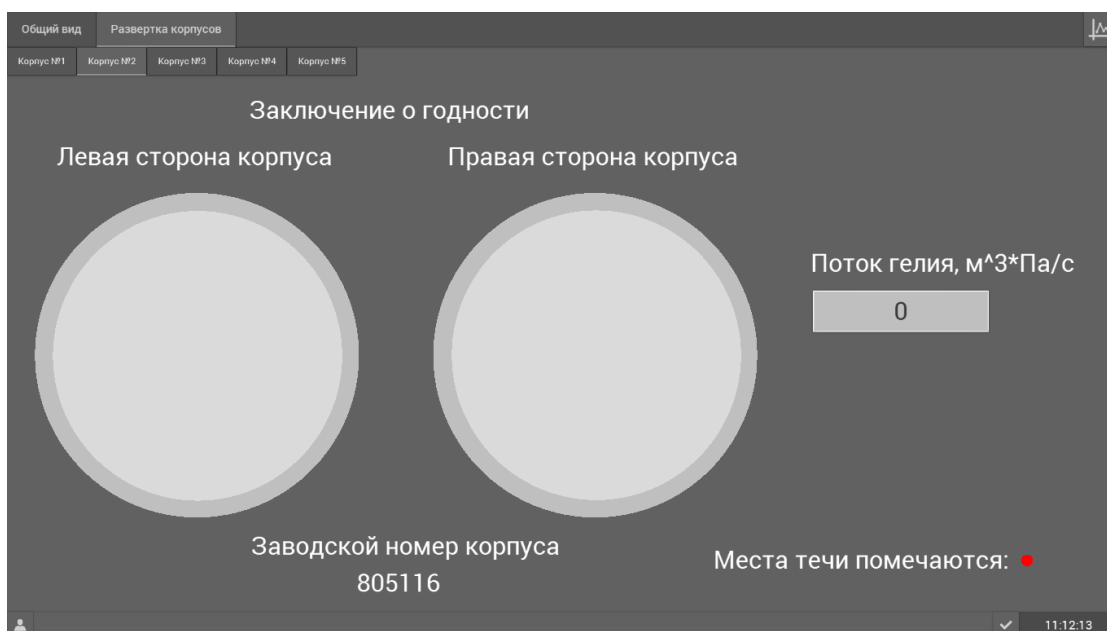 Общий вид Развертка корпусов
Корпус №1 Корпус №2 Корпус №3 Корпус №4 Корпус №5
Заключение о годности
Левая сторона корпуса Правая сторона корпуса
Поток гелия, м^3*Па/с
0
Заводской номер корпуса
805116
Места течи помечаются:
11:12:13